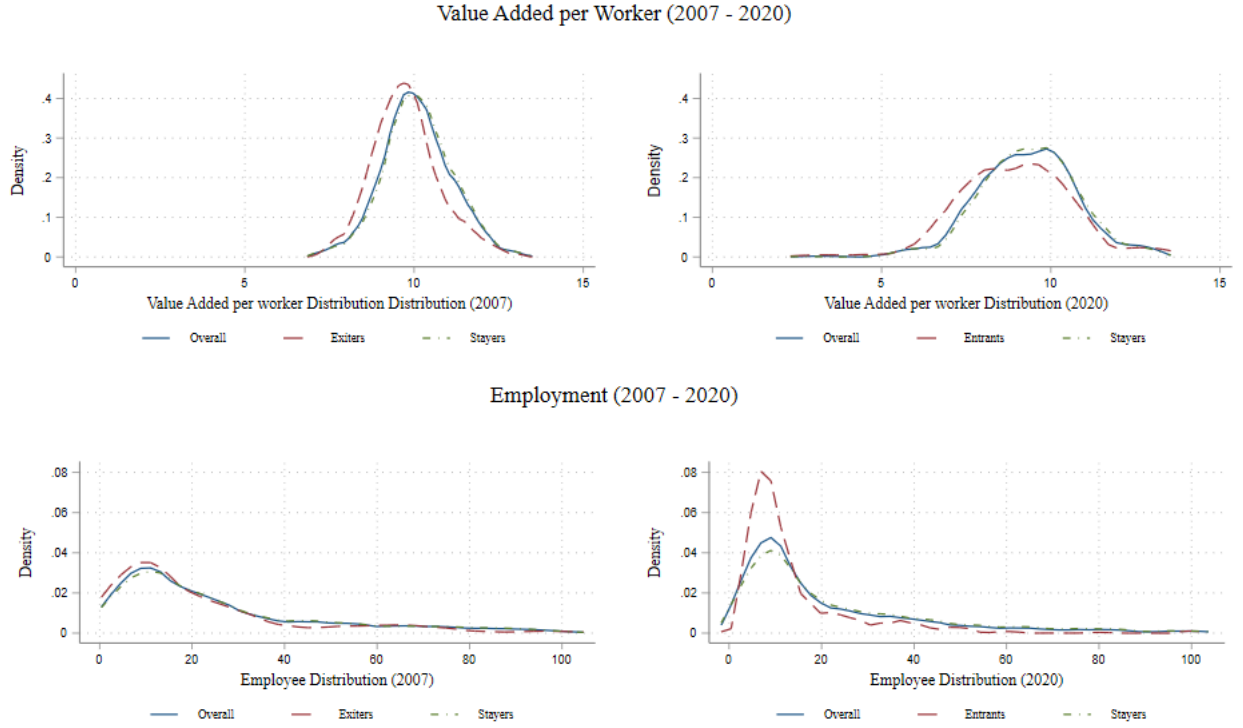 Value Added per Worker (2007 - 2020)
Density
.4
.3
.2
.1
0
0 5 10 15
Value Added per worker Distribution Distribution (2007)
Overall Exiters Stayers
Density
.4
.3
.2
.1
0
0 5 10 15
Value Added per worker Distribution (2020)
Overall Entrants Stayers
Employment (2007 - 2020)
Density
.08
.06
.04
.02
0
0 20 40 60 80 100
Employee Distribution (2007)
Overall Exiters Stayers
Density
.08
.06
.04
.02
0
0 20 40 60 80 100
Employee Distribution (2020)
Overall Entrants Stayers